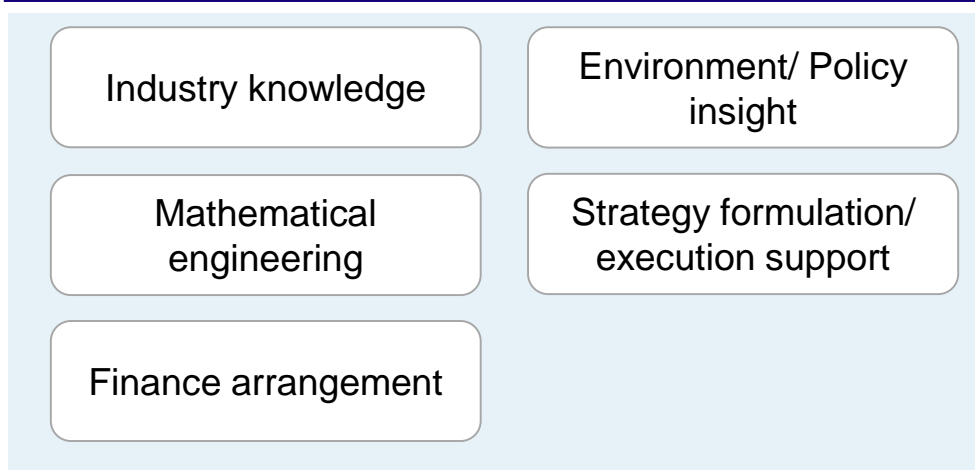 Industry knowledge
Environment/ Policy
insight
Mathematical
engineering
Strategy formulation/
execution support
Finance arrangement